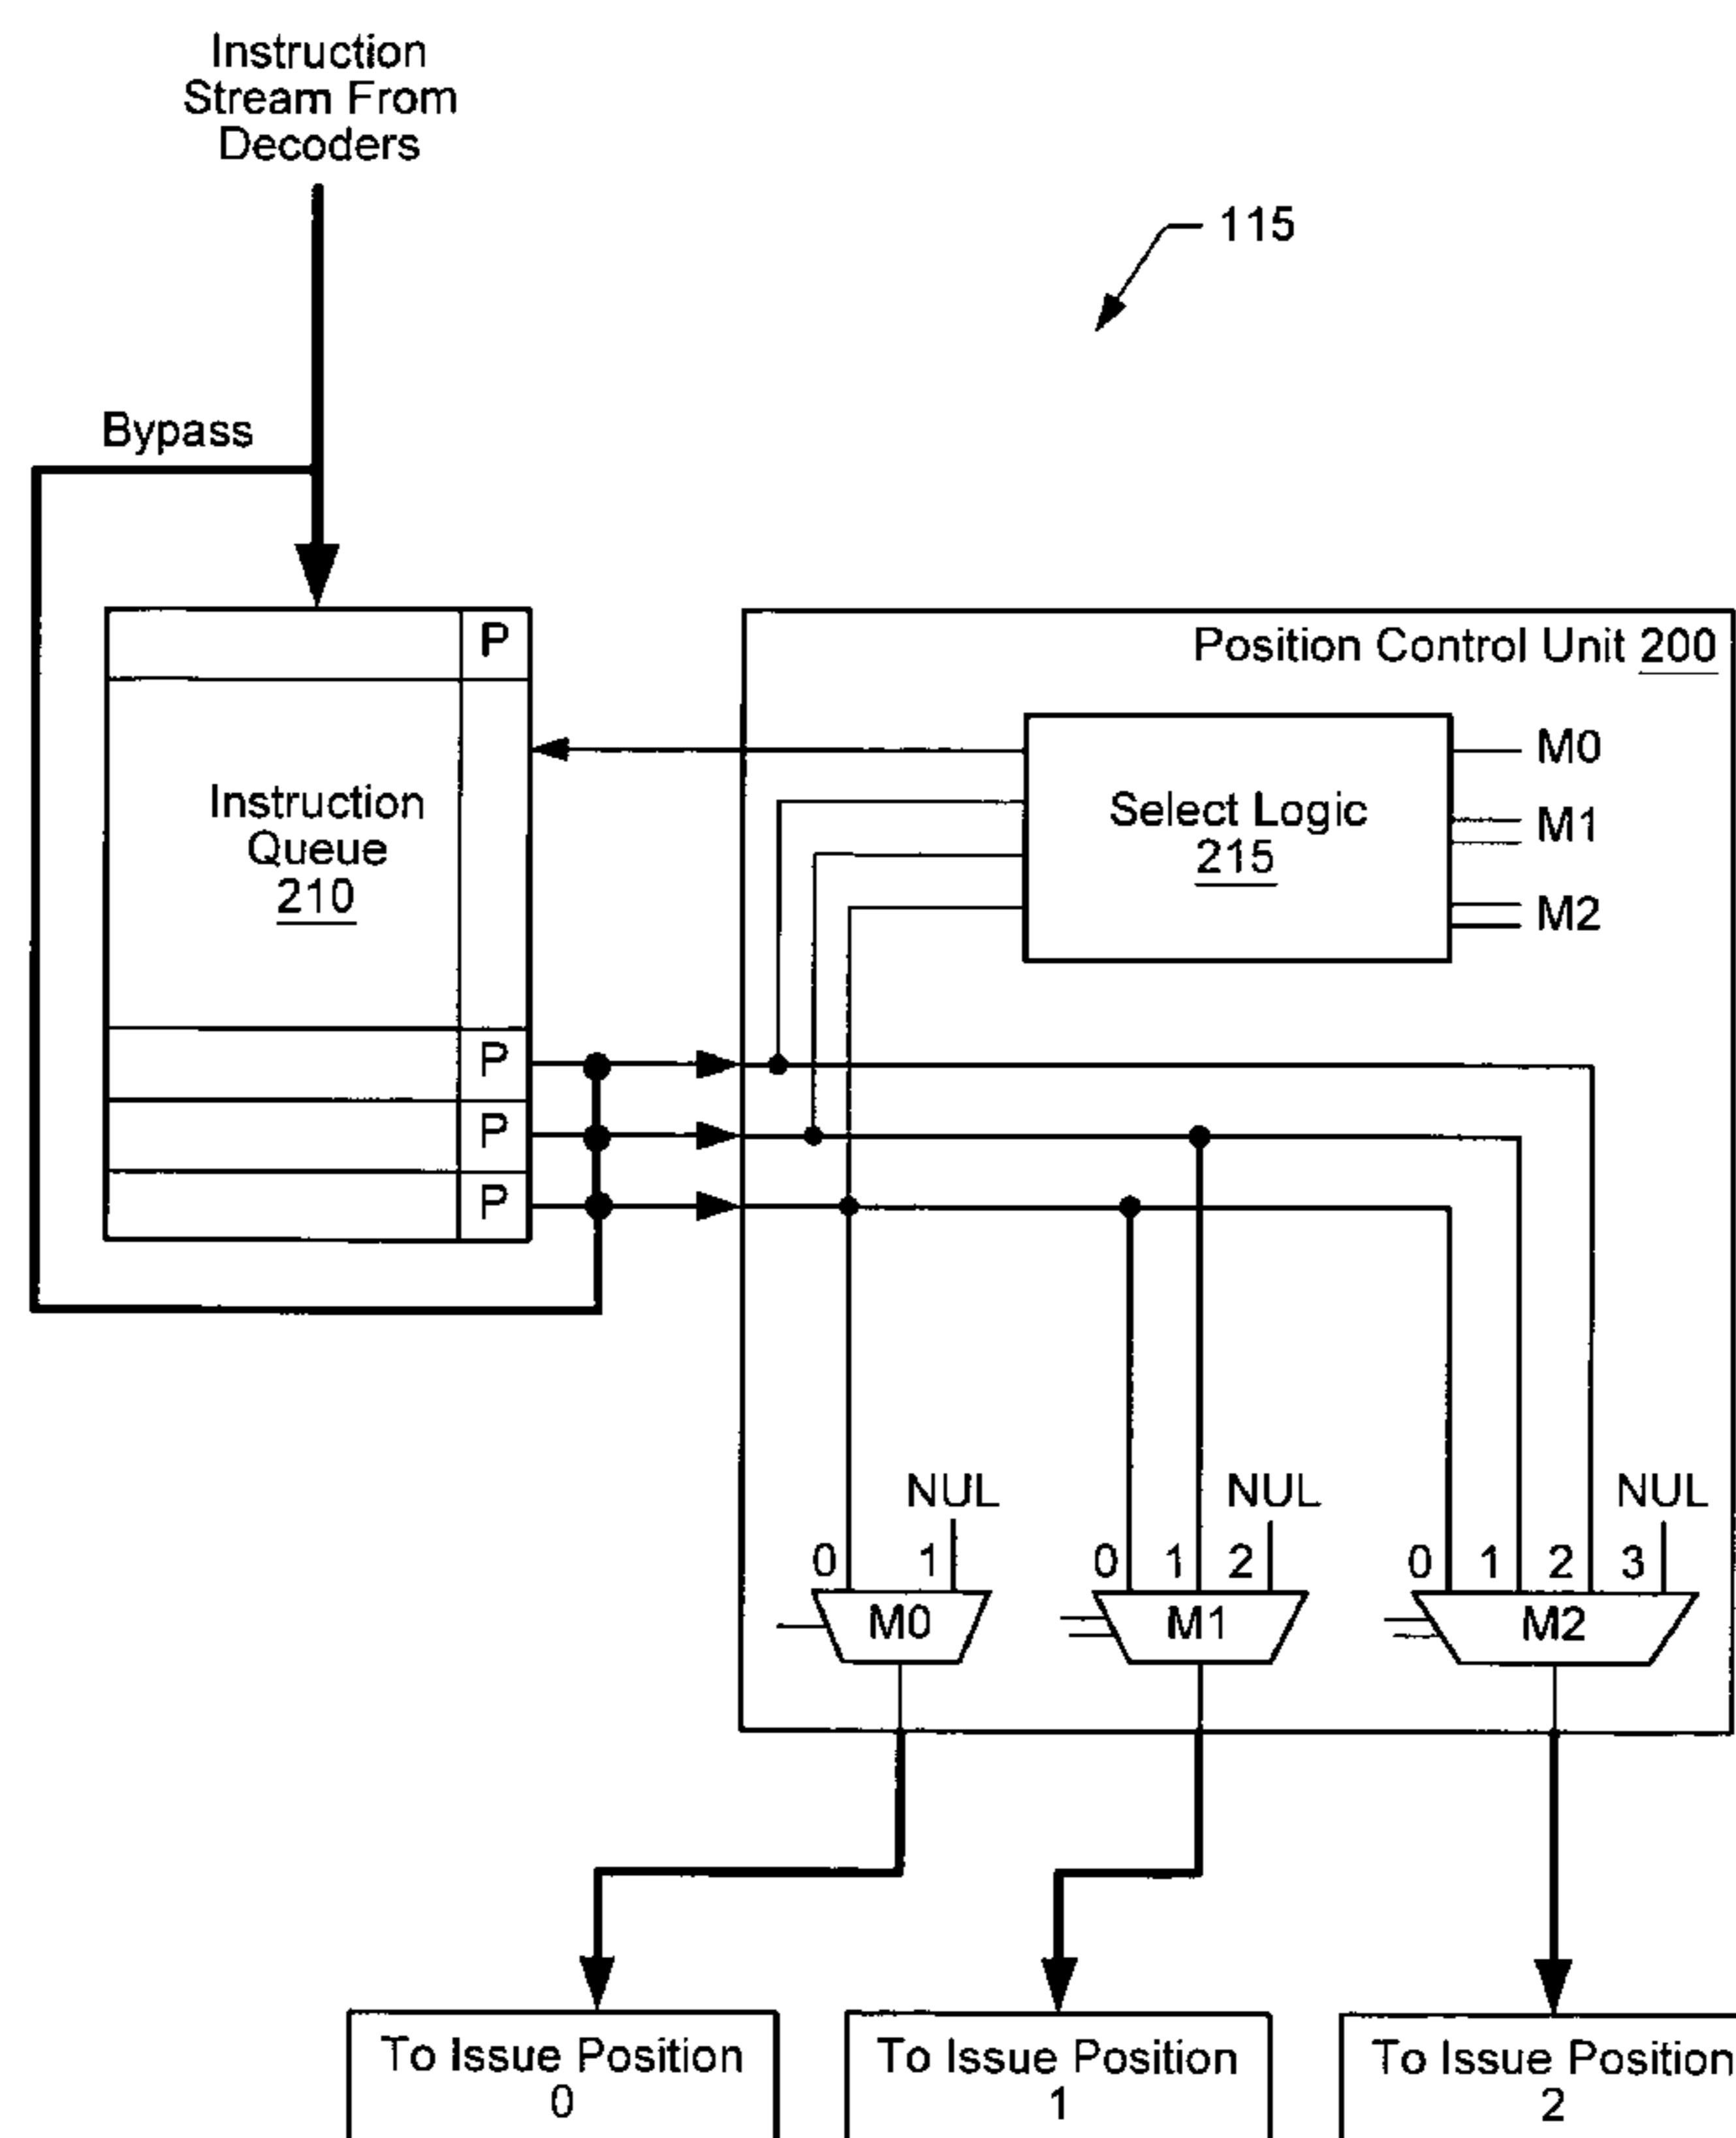 Instruction
Stream From
Decoders
115
Bypass
P
Position Control Unit 200
M0
Instruction
Queue
210
Select Logic
215
M1
M2
P
P
P
NUL
NUL
NUL
0 1
0 1 2
0 1 2 3
M0
M1
M2
To Issue Position
0
To Issue Position
1
To Issue Position
2